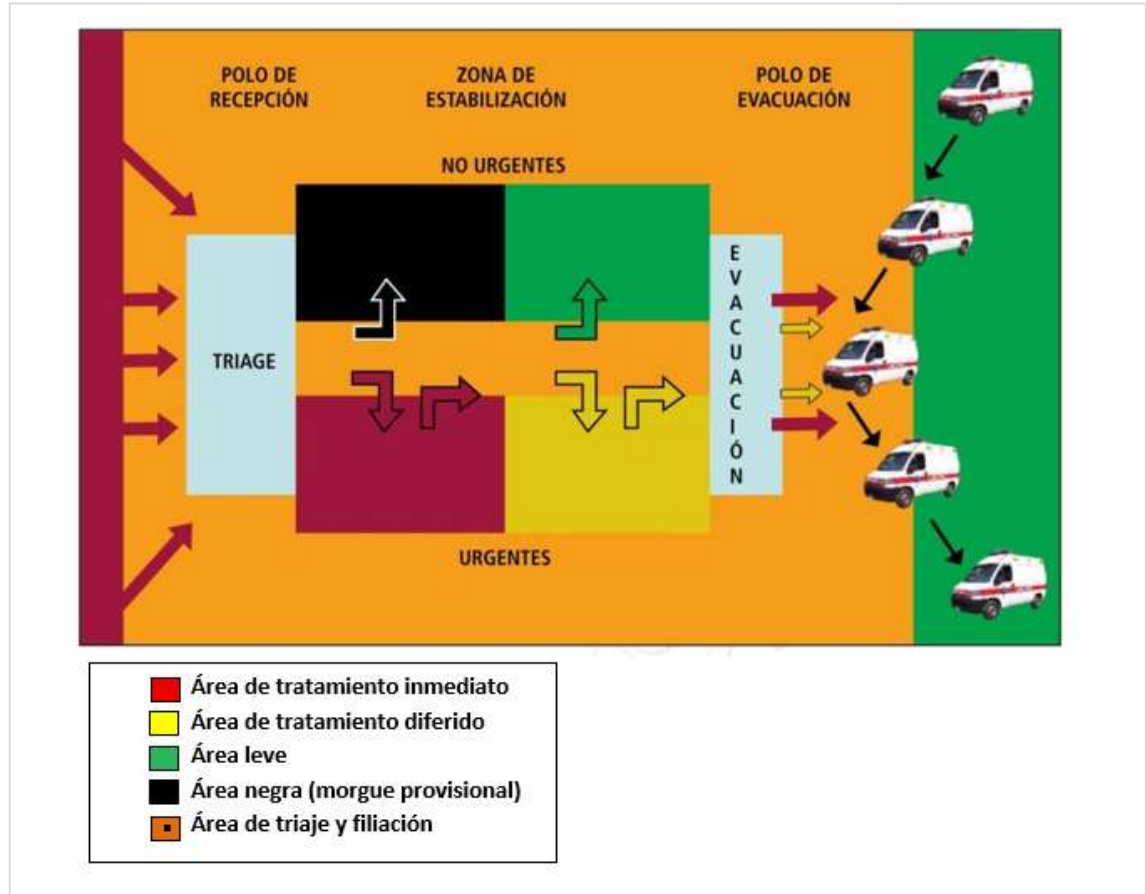 POLO DE
RECEPCIÓN
ZONA DE
ESTABILIZACIÓN
POLO DE
EVACUACIÓN
NO URGENTES
TRIAGE
EVACUACIÓN
URGENTES
Área de tratamiento inmediato
Área de tratamiento diferido
Área leve
Área negra (morgue provisional)
Área de triaje y filiación